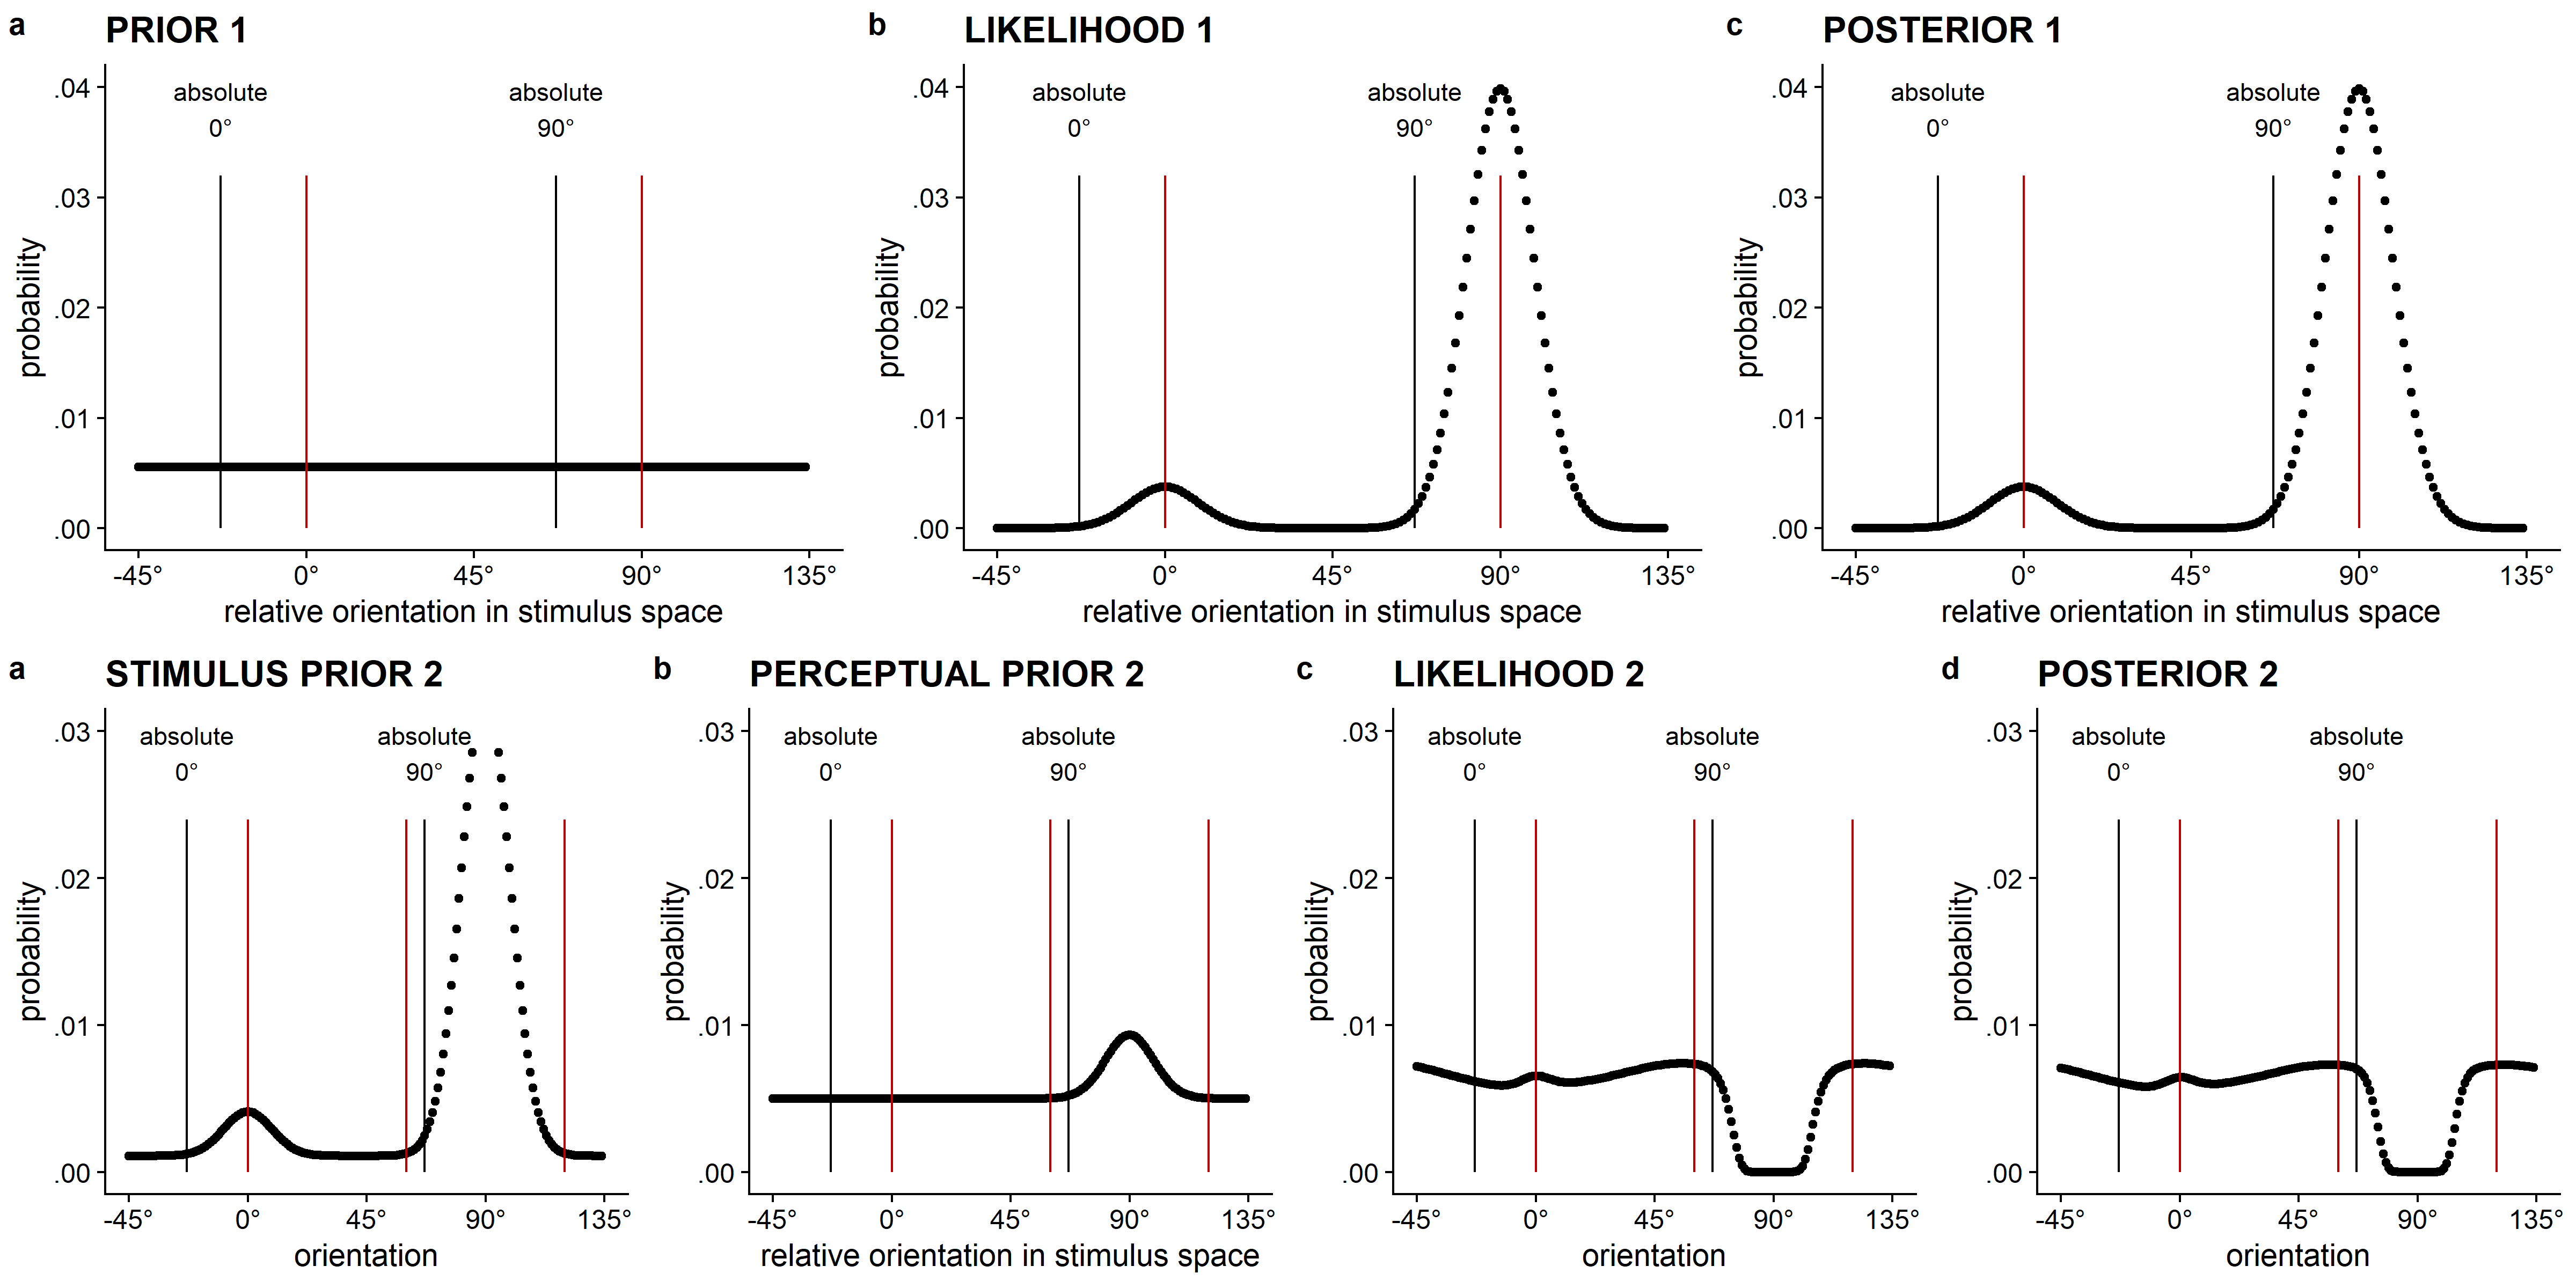 a PRIOR 1
absolute 0°
absolute 90°
.04
.03
.02
.01
.00
probability
-45° 0° 45° 90° 135°
relative orientation in stimulus space
b LIKELIHOOD 1
absolute 0°
absolute 90°
.04
.03
.02
.01
.00
probability
-45° 0° 45° 90° 135°
relative orientation in stimulus space
c POSTERIOR 1
absolute 0°
absolute 90°
.04
.03
.02
.01
.00
probability
-45° 0° 45° 90° 135°
relative orientation in stimulus space
a STIMULUS PRIOR 2
absolute 0°
absolute 90°
.03
.02
.01
.00
probability
-45° 0° 45° 90° 135°
orientation
b PERCEPTUAL PRIOR 2
absolute 0°
absolute 90°
.03
.02
.01
.00
probability
-45° 0° 45° 90° 135°
relative orientation in stimulus space
c LIKELIHOOD 2
absolute 0°
absolute 90°
.03
.02
.01
.00
probability
-45° 0° 45° 90° 135°
orientation
d POSTERIOR 2
absolute 0°
absolute 90°
.03
.02
.01
.00
probability
-45° 0° 45° 90° 135°
orientation